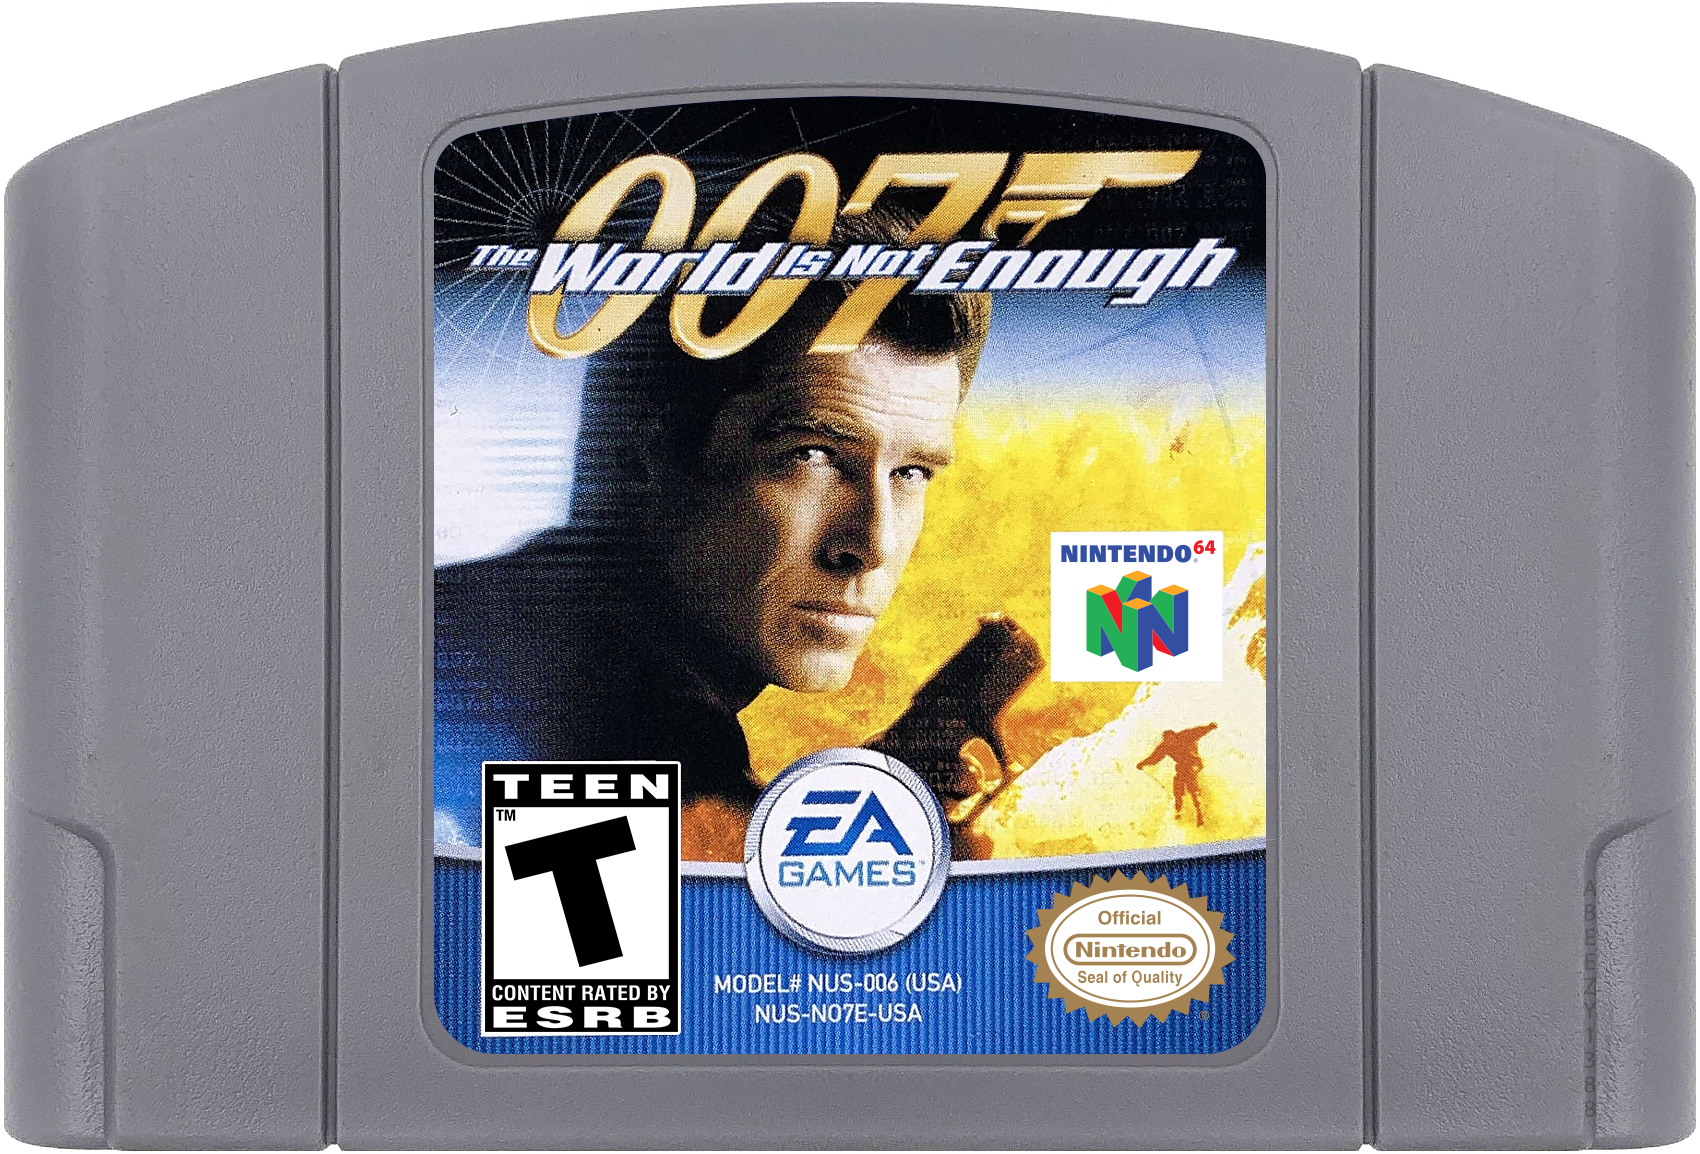 007
The World Is Not Enough
NINTENDO64
TEEN
TM
T
CONTENT RATED BY
ESRB
EA
GAMES
MODEL# NUS-006 (USA)
NUS-NO7E-USA
Official
Nintendo
Seal of Quality